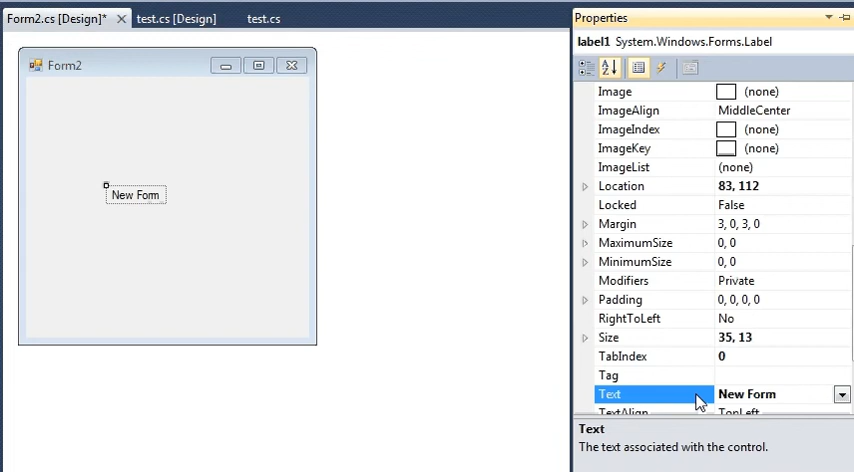 Form2.cs [Design]* test.cs [Design] test.cs
Form2
New Form
Properties
label1 System.Windows.Forms.Label
Image (none)
ImageAlign MiddleCenter
ImageIndex (none)
ImageKey (none)
ImageList (none)
Location 83, 112
Locked False
Margin 3, 0, 3, 0
MaximumSize 0, 0
MinimumSize 0, 0
Modifiers Private
Padding 0, 0, 0, 0
RightToLeft No
Size 35, 13
TabIndex 0
Tag
Text New Form
TextAlign TopLeft
Text
The text associated with the control.